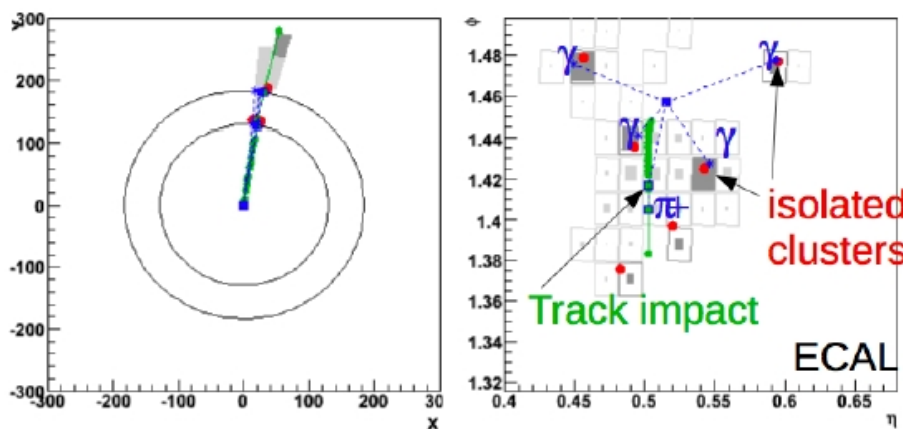 Y
300
200
100
0
-100
-200
-300
-300 -200 -100 0 100 200 30
X
ϕ
1.48
1.46
1.44
1.42
1.4
1.38
1.36
1.34
1.32
0.4 0.45 0.5 0.55 0.6 0.65
η
γ
γ
γ
γ
π+
isolated
clusters
Track impact
ECAL